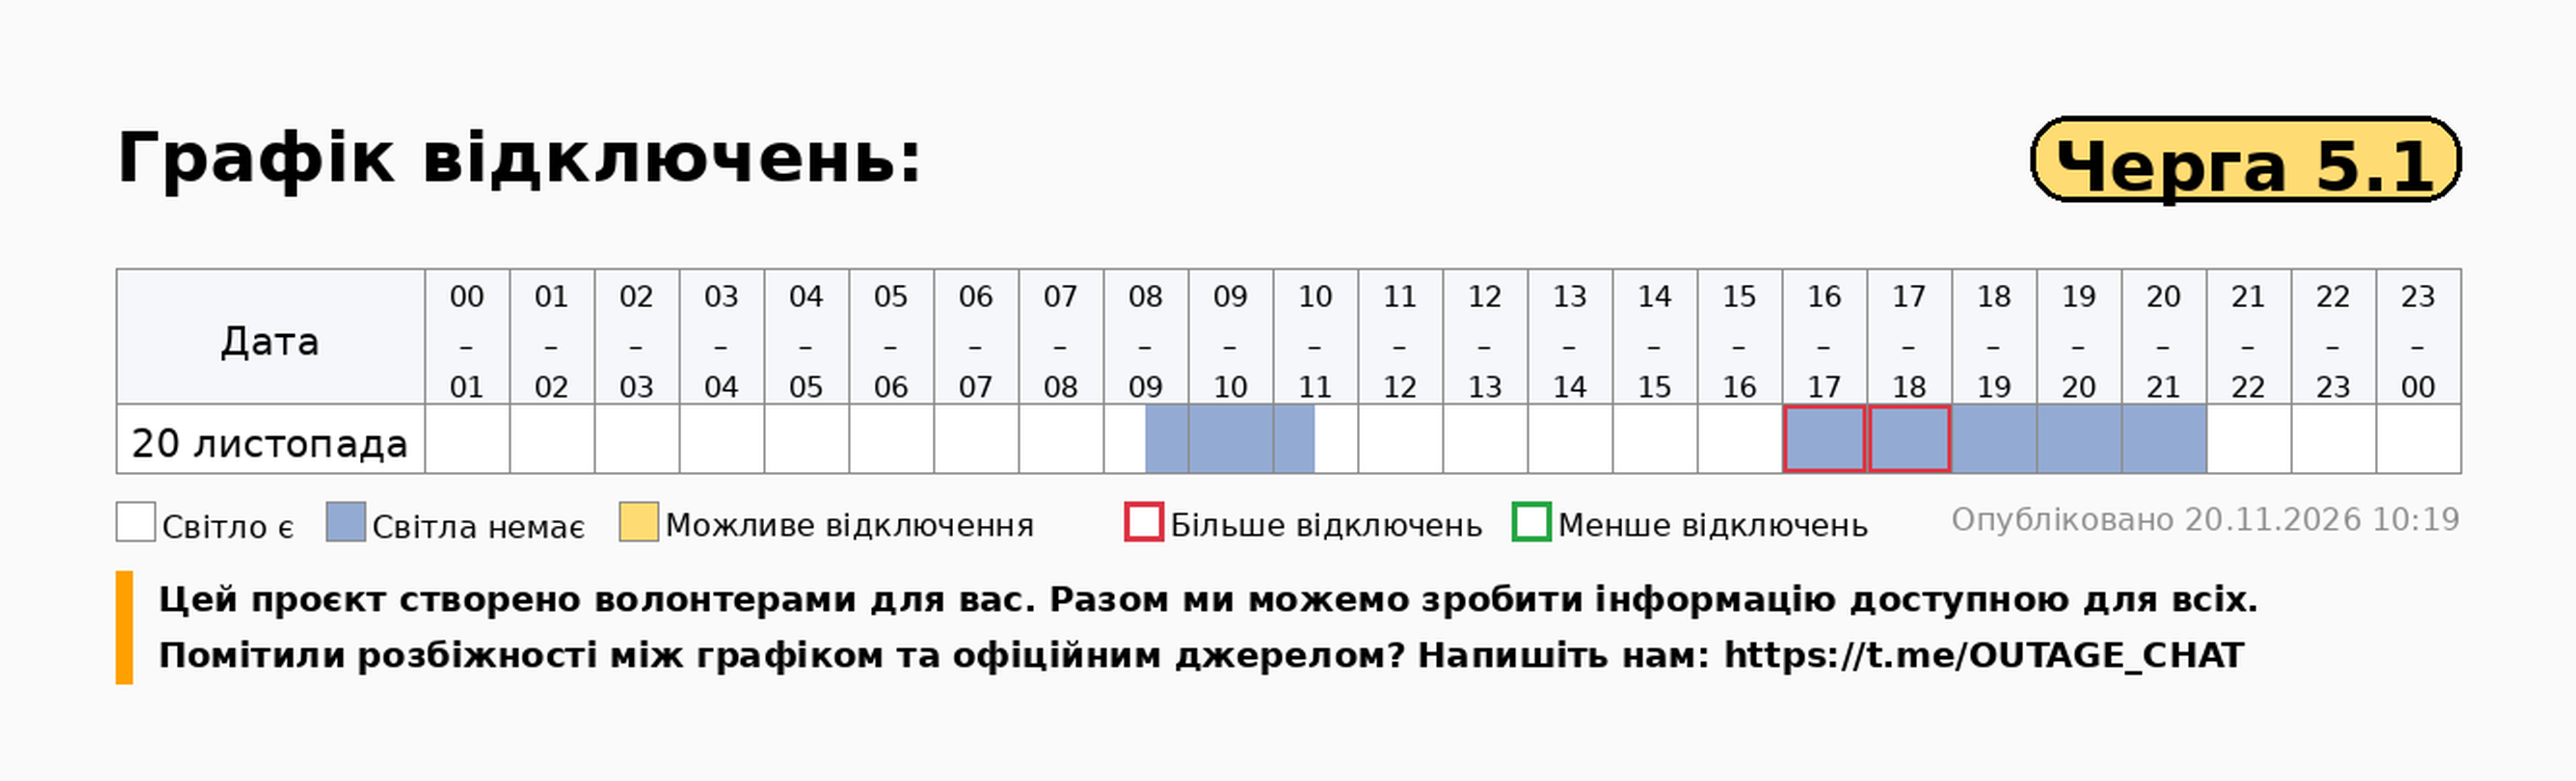 Графік відключень:
Черга 5.1
Дата
00 – 01
01 – 02
02 – 03
03 – 04
04 – 05
05 – 06
06 – 07
07 – 08
08 – 09
09 – 10
10 – 11
11 – 12
12 – 13
13 – 14
14 – 15
15 – 16
16 – 17
17 – 18
18 – 19
19 – 20
20 – 21
21 – 22
22 – 23
23 – 00
20 листопада
Світло є
Світла немає
Можливе відключення
Більше відключень
Менше відключень
Опубліковано 20.11.2026 10:19
Цей проєкт створено волонтерами для вас. Разом ми можемо зробити інформацію доступною для всіх.
Помітили розбіжності між графіком та офіційним джерелом? Напишіть нам: https://t.me/OUTAGE_CHAT